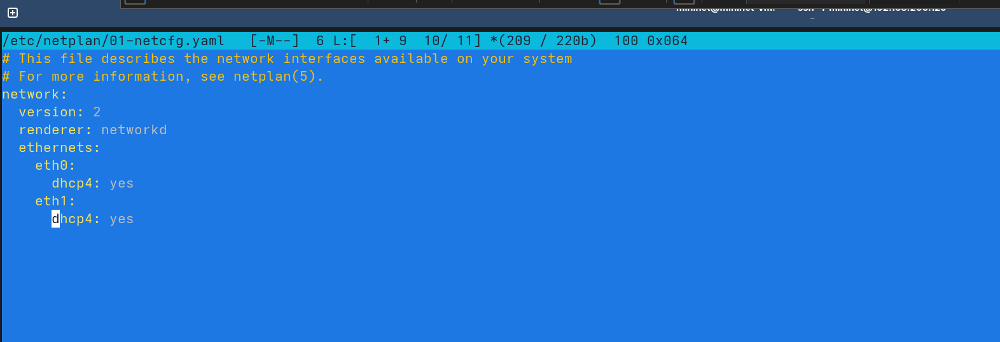 /etc/netplan/01-netcfg.yaml   [-M--]  6 L:[  1+ 9  10/ 11] *(209 / 220b)  100 0x064
# This file describes the network interfaces available on your system
# For more information, see netplan(5).
network:
  version: 2
  renderer: networkd
  ethernets:
    eth0:
      dhcp4: yes
    eth1:
      dhcp4: yes